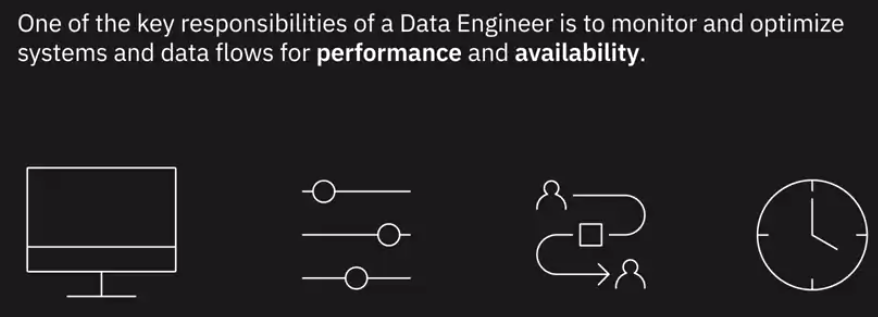 One of the key responsibilities of a Data Engineer is to monitor and optimize
systems and data flows for performance and availability.